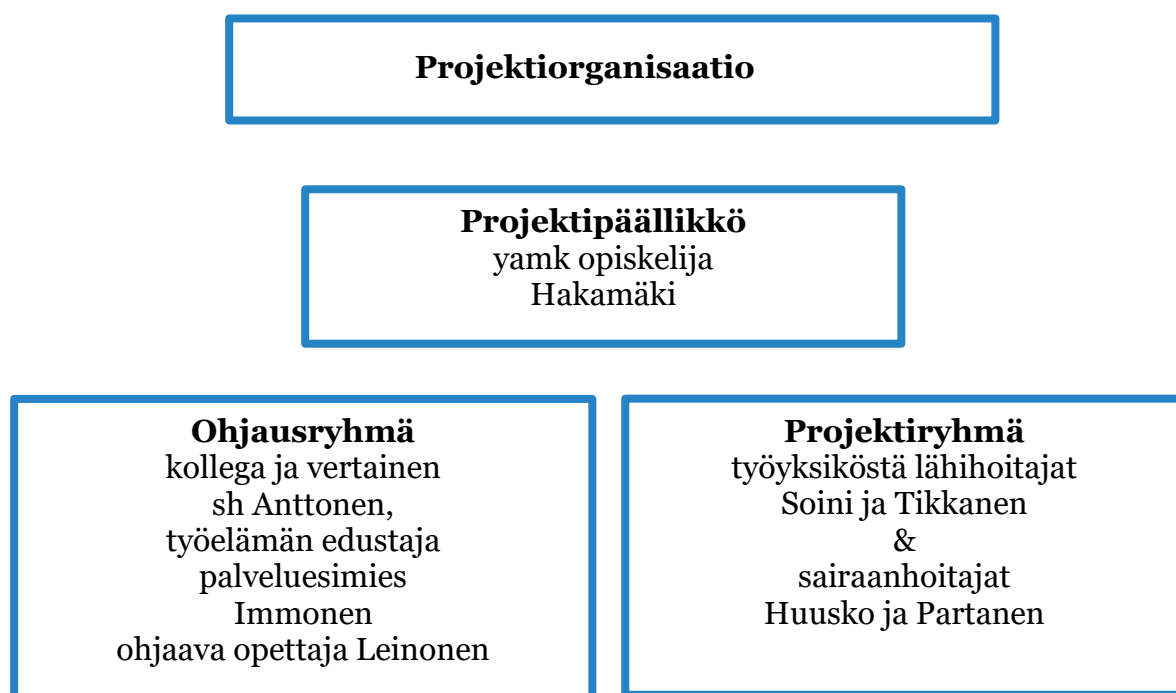 Projektiorganisaatio
Projektipäällikkö
yamk opiskelija
Hakamäki
Ohjausryhmä
kollega ja vertainen
sh Anttonen,
työelämän edustaja
palveluesimies
Immonen
ohjaava opettaja Leinonen
Projektiryhmä
työyksiköstä lähihoitajat
Soini ja Tikkanen
&
sairaanhoitajat
Huusko ja Partanen